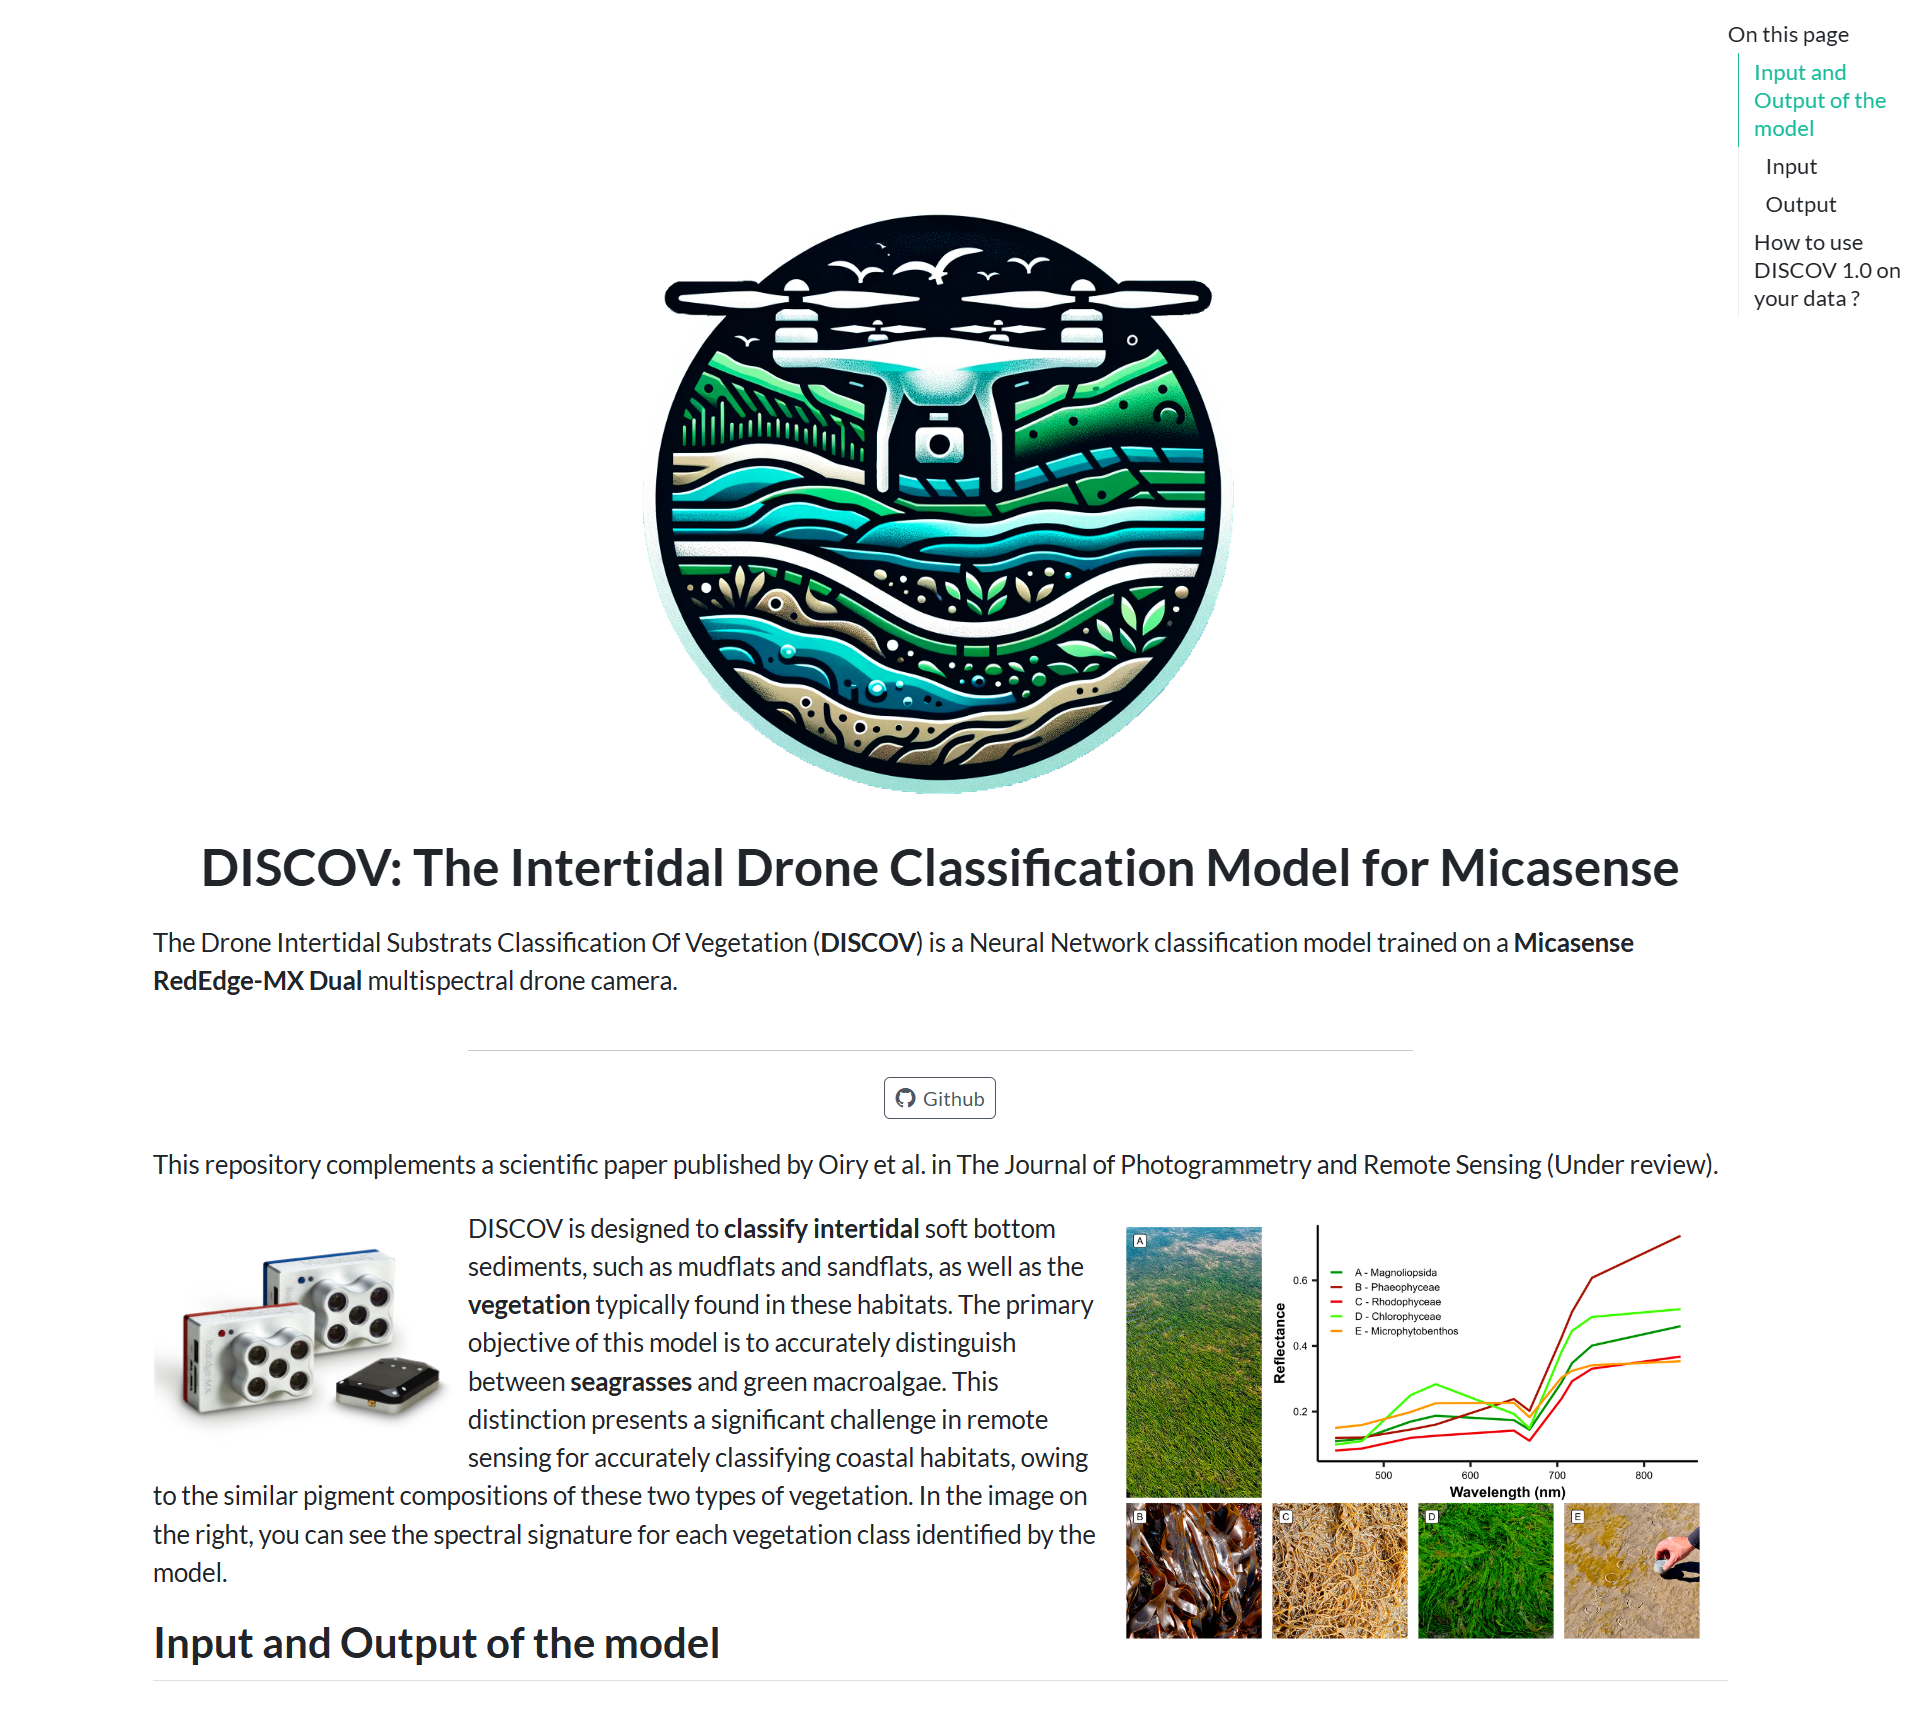 On this page
Input and
Output of the
model
Input
Output
How to use
DISCOV 1.0 on
your data ?
DISCOV: The Intertidal Drone Classification Model for Micasense
The Drone Intertidal Substrats Classification Of Vegetation (DISCOV) is a Neural Network classification model trained on a Micasense
RedEdge-MX Dual multispectral drone camera.
Github
This repository complements a scientific paper published by Oiry et al. in The Journal of Photogrammetry and Remote Sensing (Under review).
DISCOV is designed to classify intertidal soft bottom
sediments, such as mudflats and sandflats, as well as the
vegetation typically found in these habitats. The primary
objective of this model is to accurately distinguish
between seagrasses and green macroalgae. This
distinction presents a significant challenge in remote
sensing for accurately classifying coastal habitats, owing
to the similar pigment compositions of these two types of vegetation. In the image on
the right, you can see the spectral signature for each vegetation class identified by the
model.
A
A - Magnoliopsida
B - Phaeophyceae
C - Rhodophyceae
D - Chlorophyceae
E - Microphytobenthos
Reflectance
0.6
0.4
0.2
500 600 700 800
Wavelength (nm)
B C D E
Input and Output of the model